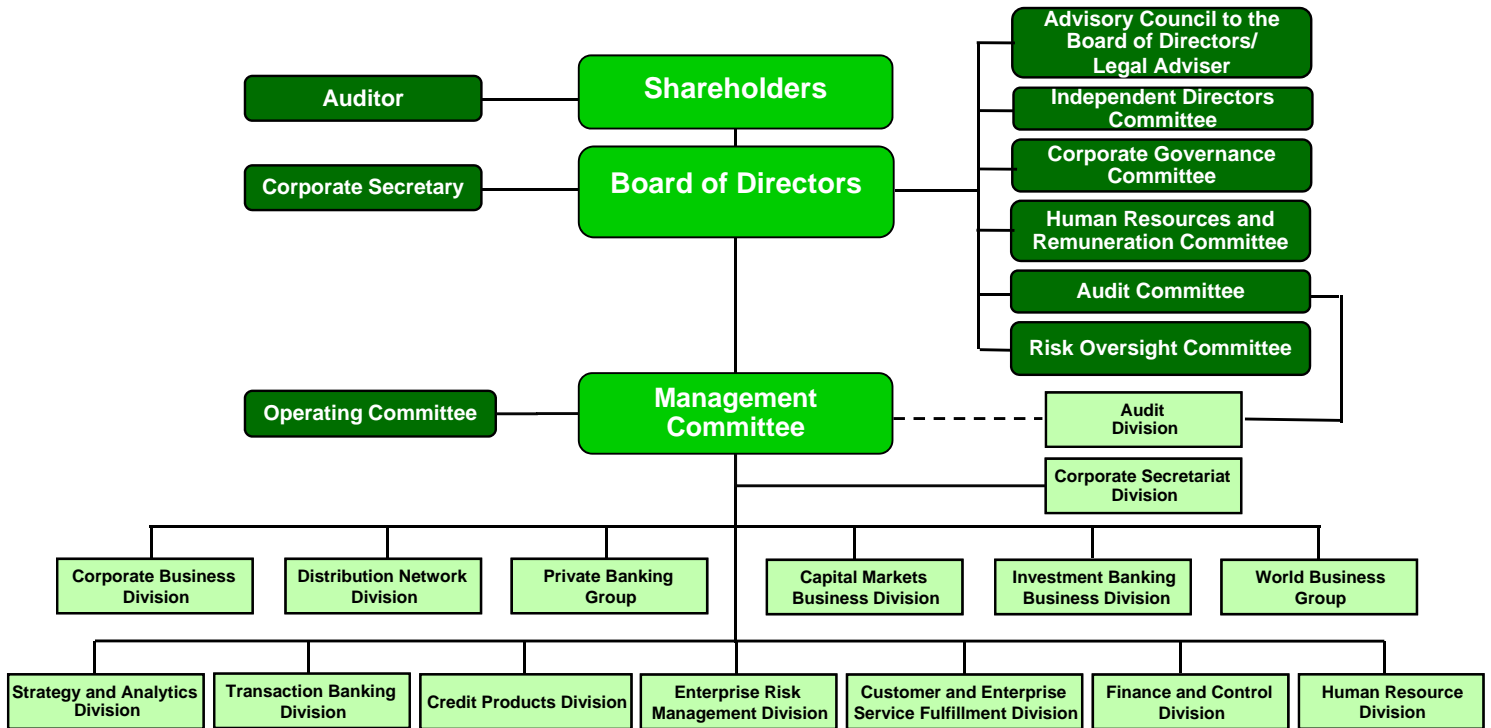 Advisory Council to the
Board of Directors/
Legal Adviser
Shareholders
Auditor
Independent Directors
Committee
Corporate Governance
Committee
Board of Directors
Corporate Secretary
Human Resources and
Remuneration Committee
Audit Committee
Risk Oversight Committee
Management
Committee
Operating Committee
Audit
Division
Corporate Secretariat
Division
Corporate Business
Division
Distribution Network
Division
Private Banking
Group
Capital Markets
Business Division
Investment Banking
Business Division
World Business
Group
Strategy and Analytics
Division
Transaction Banking
Division
Credit Products Division
Enterprise Risk
Management Division
Customer and Enterprise
Service Fulfillment Division
Finance and Control
Division
Human Resource
Division